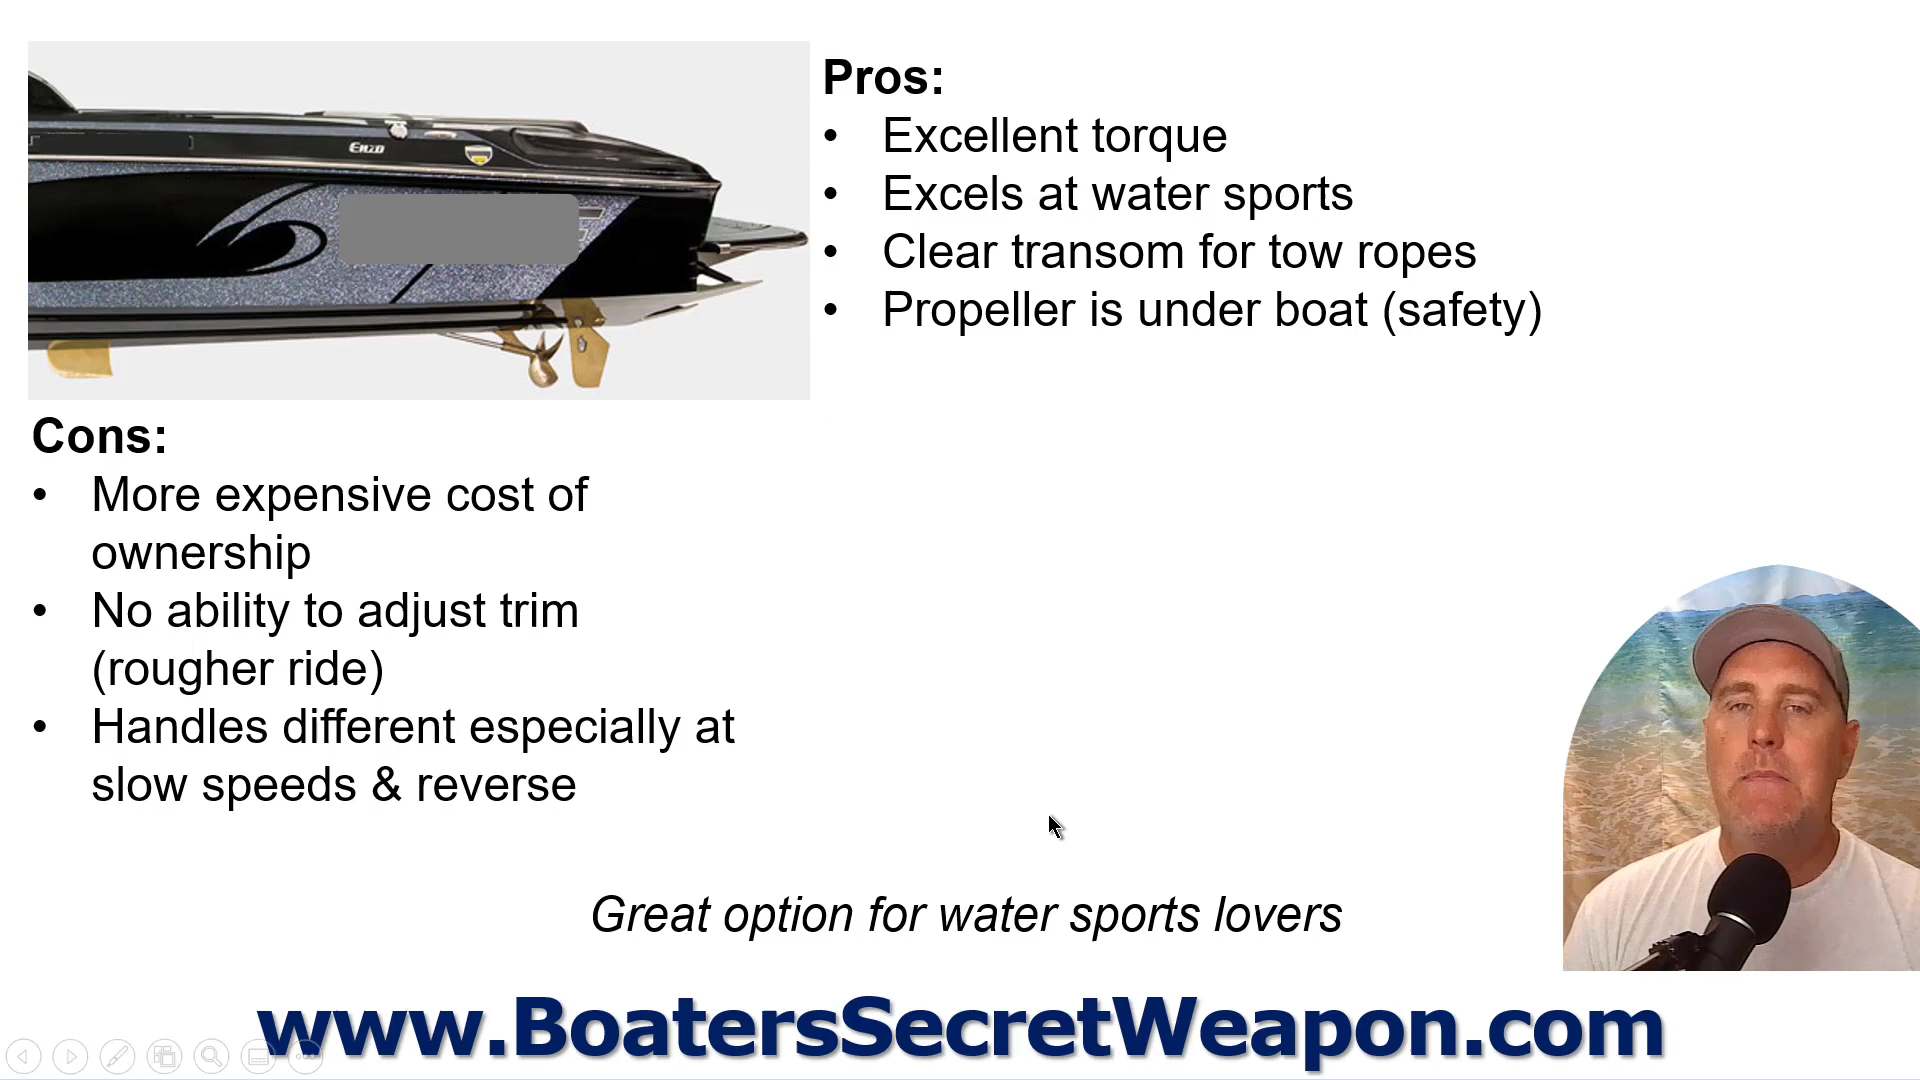 Enzo
Pros:
• Excellent torque
• Excels at water sports
• Clear transom for tow ropes
• Propeller is under boat (safety)
Cons:
• More expensive cost of
ownership
• No ability to adjust trim
(rougher ride)
• Handles different especially at
slow speeds & reverse
Great option for water sports lovers
www.BoatersSecretWeapon.com